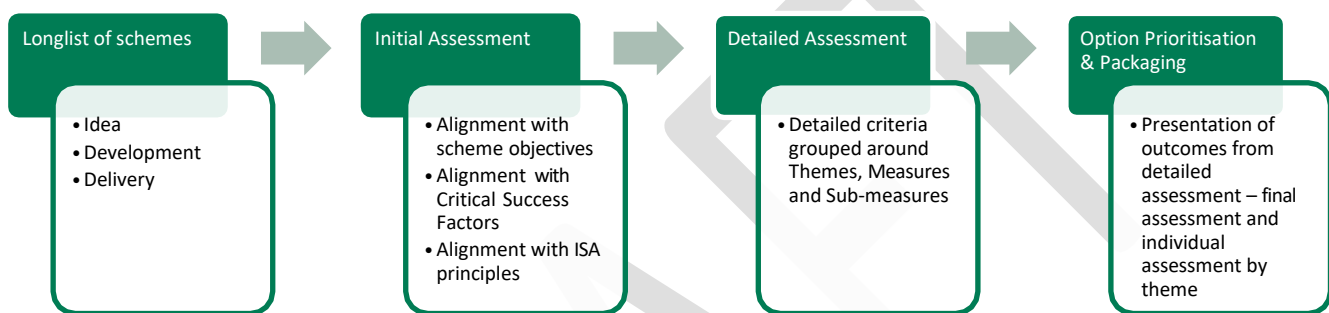 Longlist of schemes
• Idea
• Development
• Delivery
Initial Assessment
• Alignment with
scheme objectives
• Alignment with
Critical Success
Factors
• Alignment with ISA
principles
Detailed Assessment
• Detailed criteria
grouped around
Themes, Measures
and Sub-measures
Option Prioritisation
& Packaging
• Presentation of
outcomes from
detailed
assessment – final
assessment and
individual
assessment by
theme